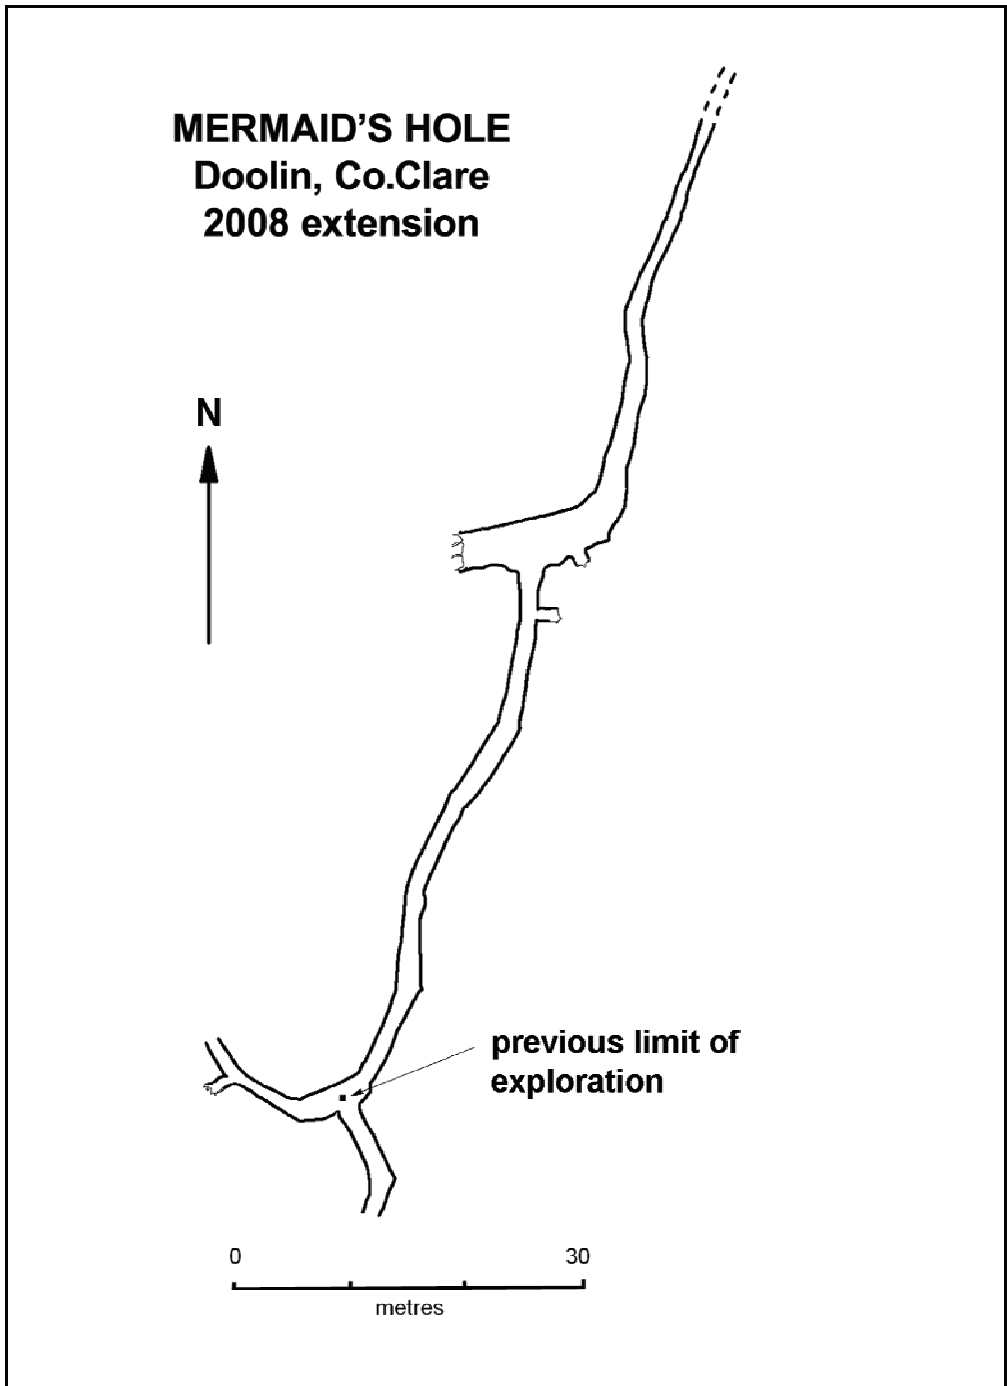 MERMAID'S HOLE
Doolin, Co.Clare
2008 extension
N
previous limit of
exploration
0 30
metres